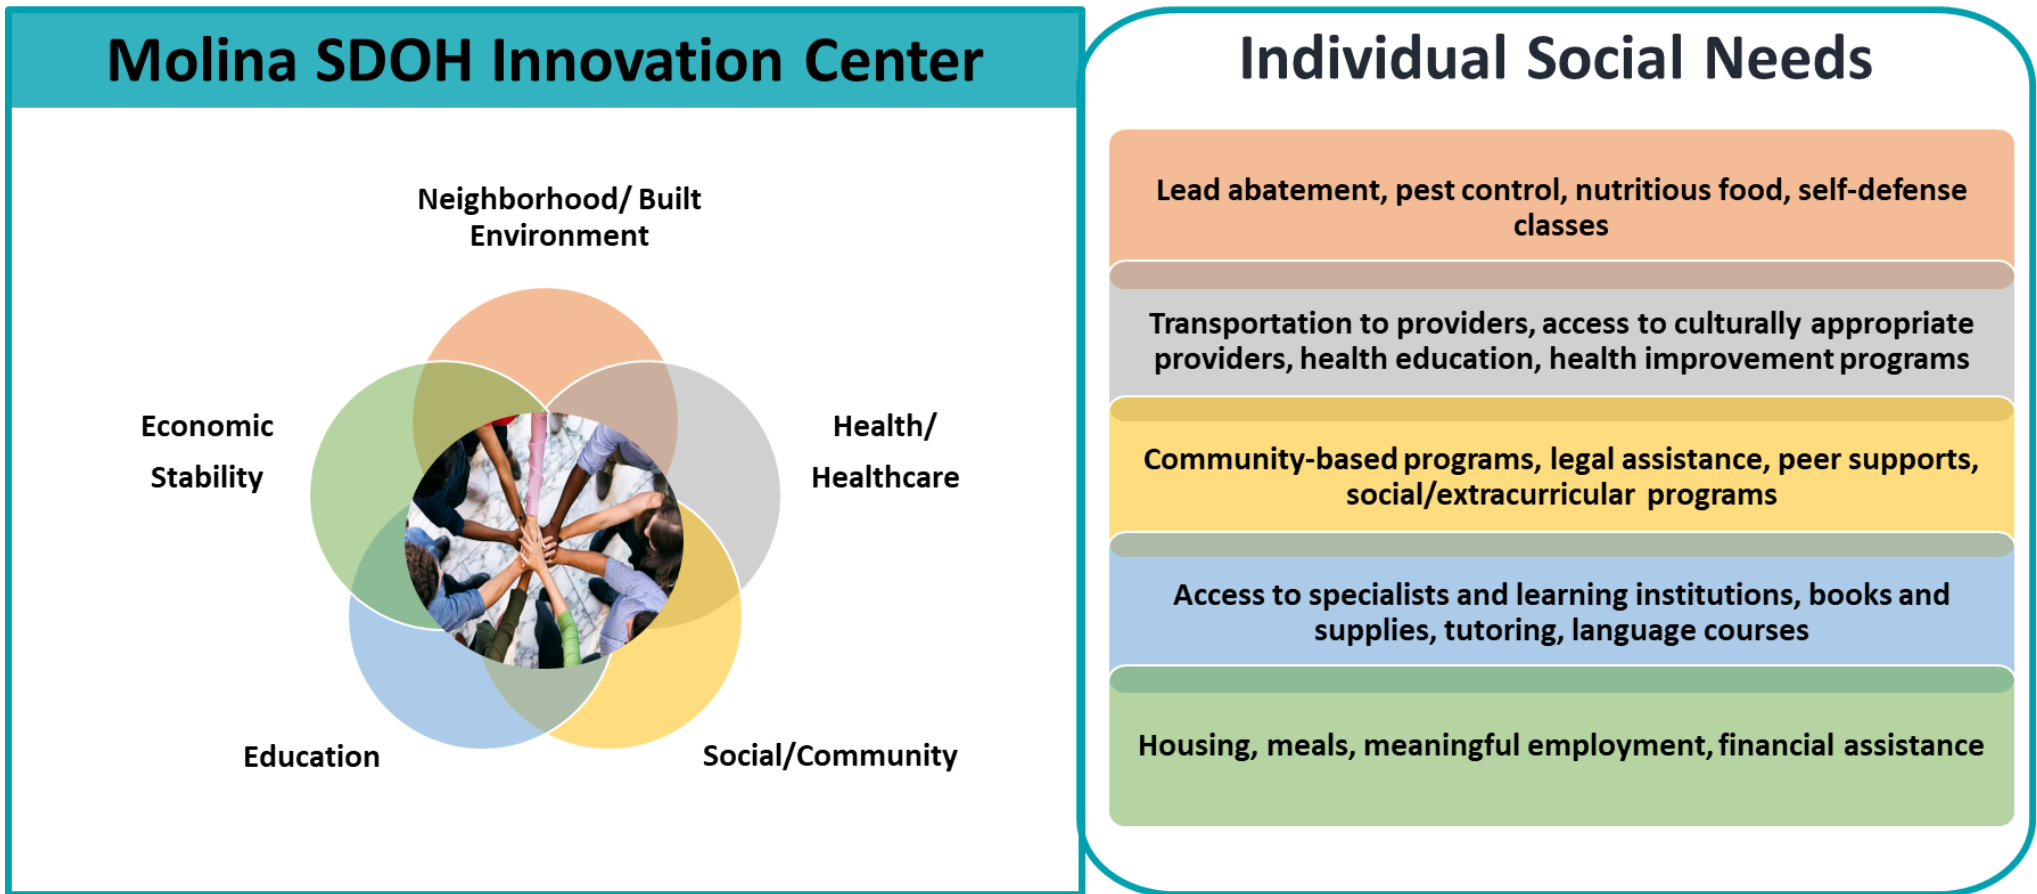 Molina SDOH Innovation Center
Neighborhood/ Built
Environment
Economic
Stability
Health/
Healthcare
Education
Social/Community
Individual Social Needs
Lead abatement, pest control, nutritious food, self-defense
classes
Transportation to providers, access to culturally appropriate
providers, health education, health improvement programs
Community-based programs, legal assistance, peer supports,
social/extracurricular programs
Access to specialists and learning institutions, books and
supplies, tutoring, language courses
Housing, meals, meaningful employment, financial assistance